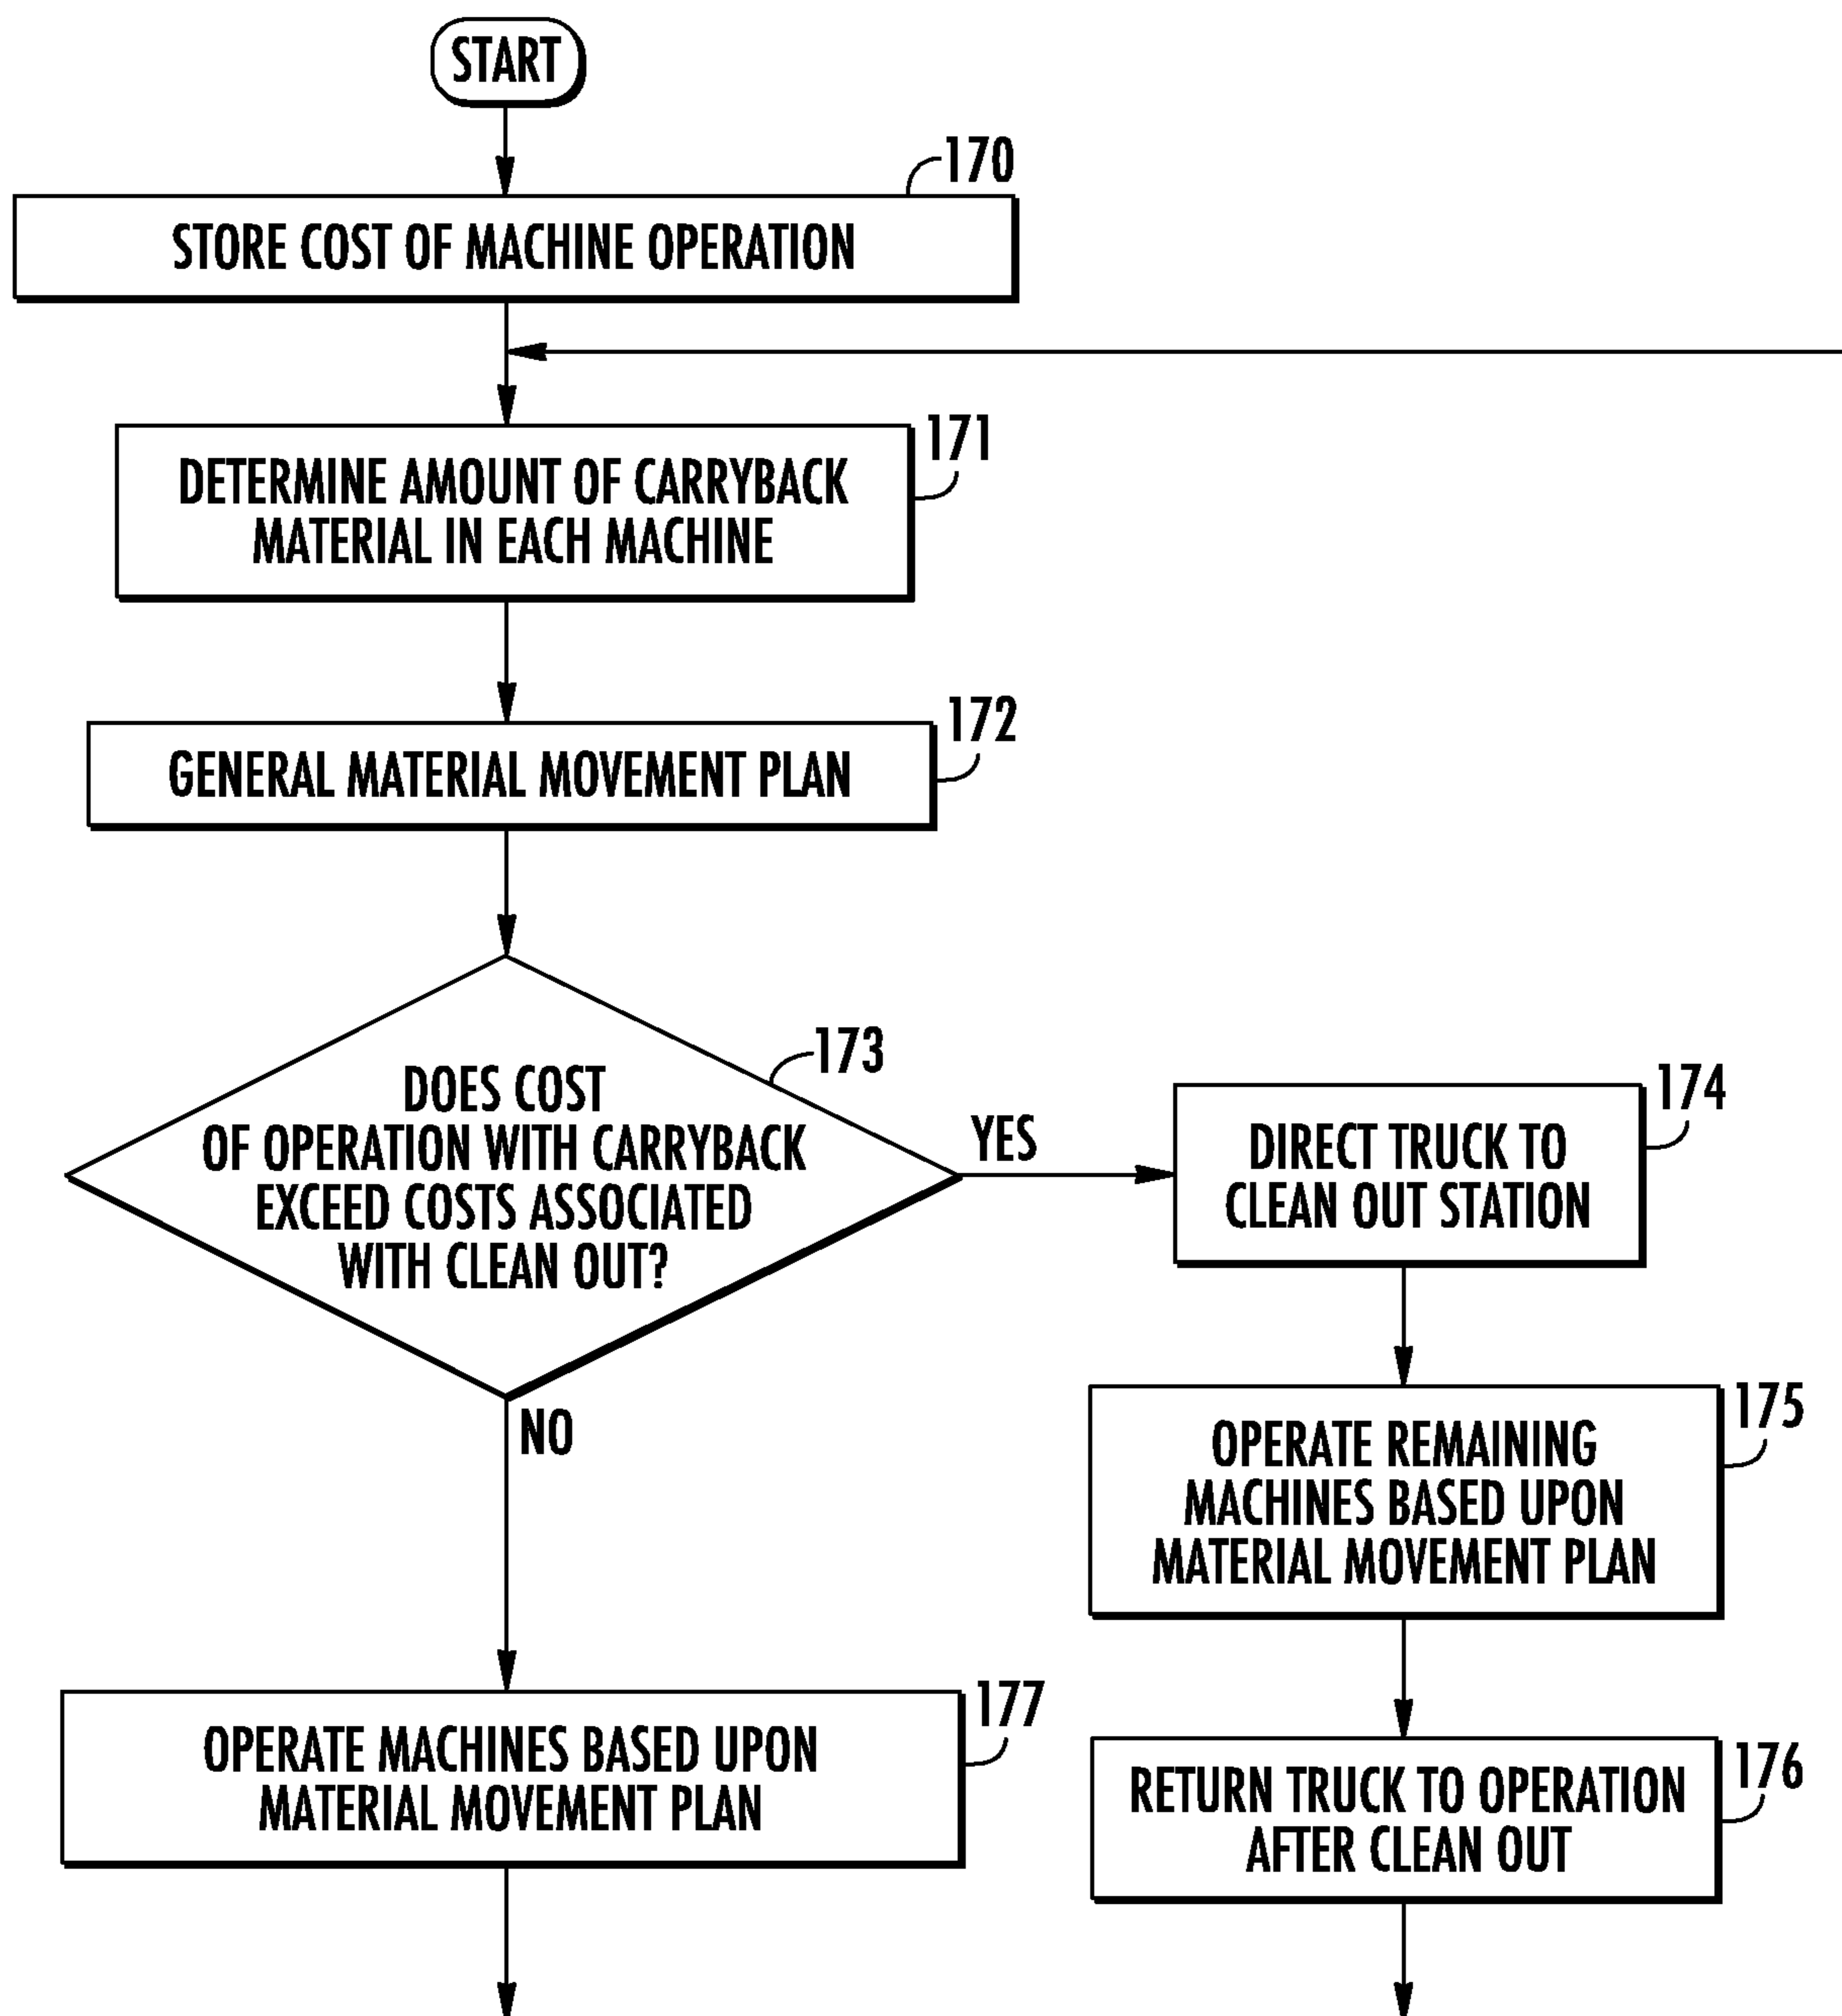 START
170
STORE COST OF MACHINE OPERATION
171
DETERMINE AMOUNT OF CARRYBACK
MATERIAL IN EACH MACHINE
172
GENERAL MATERIAL MOVEMENT PLAN
173
DOES COST
OF OPERATION WITH CARRYBACK
EXCEED COSTS ASSOCIATED
WITH CLEAN OUT?
YES
NO
174
DIRECT TRUCK TO
CLEAN OUT STATION
175
OPERATE REMAINING
MACHINES BASED UPON
MATERIAL MOVEMENT PLAN
177
OPERATE MACHINES BASED UPON
MATERIAL MOVEMENT PLAN
176
RETURN TRUCK TO OPERATION
AFTER CLEAN OUT